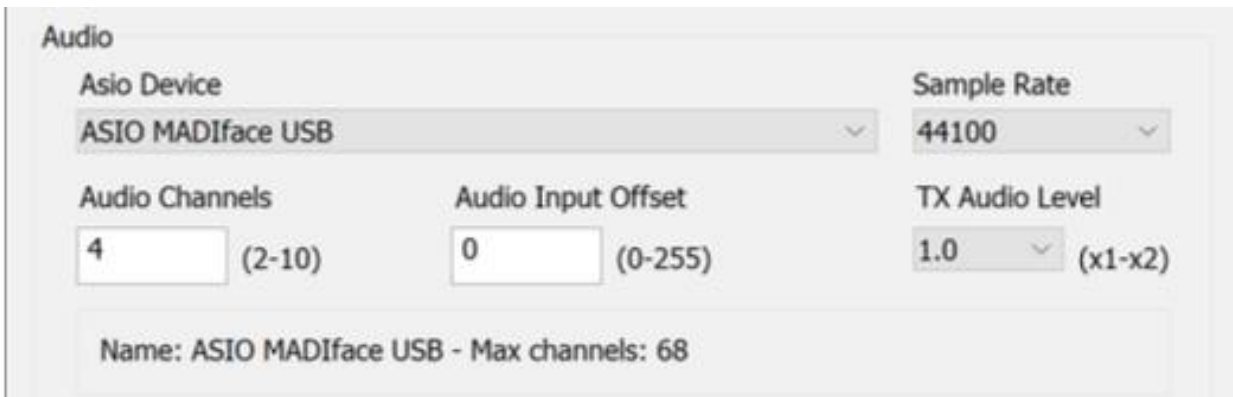 Audio
Asio Device Sample Rate
ASIO MADIface USB 44100
Audio Channels Audio Input Offset TX Audio Level
4 (2-10) 0 (0-255) 1.0 (x1-x2)
Name: ASIO MADIface USB - Max channels: 68